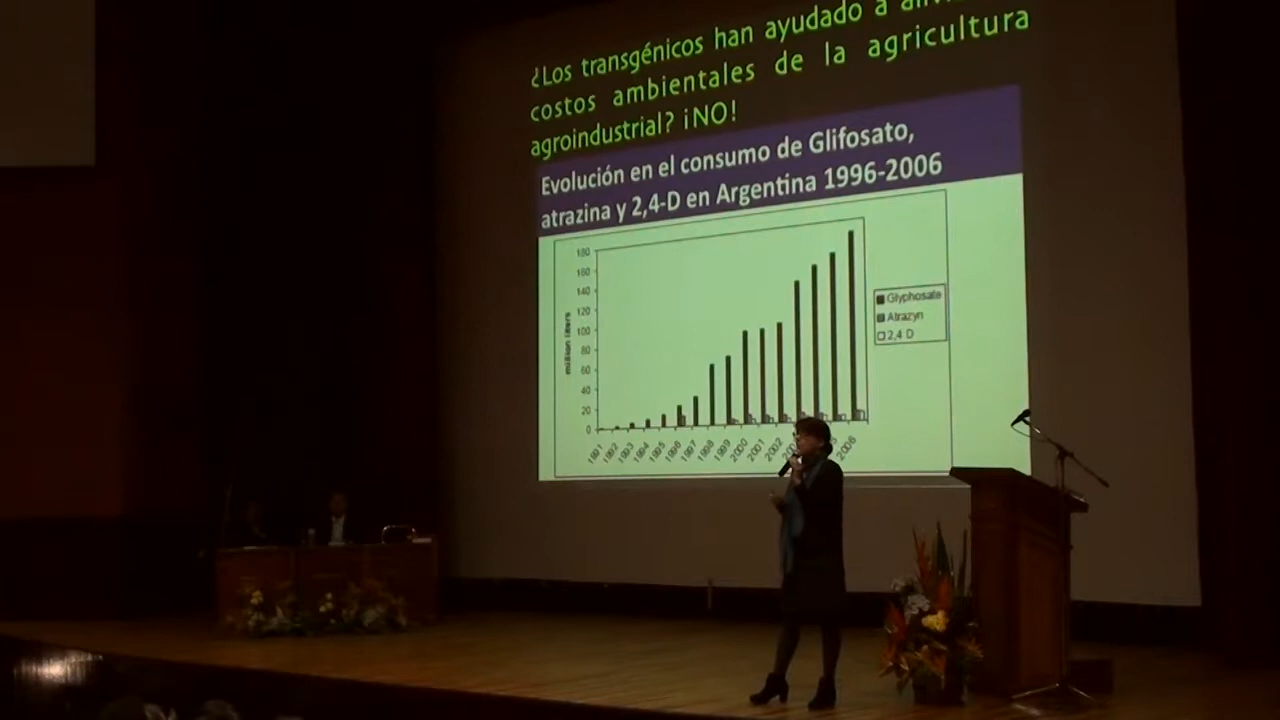 ¿Los transgénicos han ayudado a
costos ambientales de la agricultura
agroindustrial? ¡NO!
Evolución en el consumo de Glifosato,
atrazina y 2,4-D en Argentina 1996-2006
180
160
140
120
100
80
60
40
20
0
million liters
1991 1992 1993 1994 1995 1996 1997 1998 1999 2000 2001 2002 2006
Glyphosate
Atrazyn
2,4 D